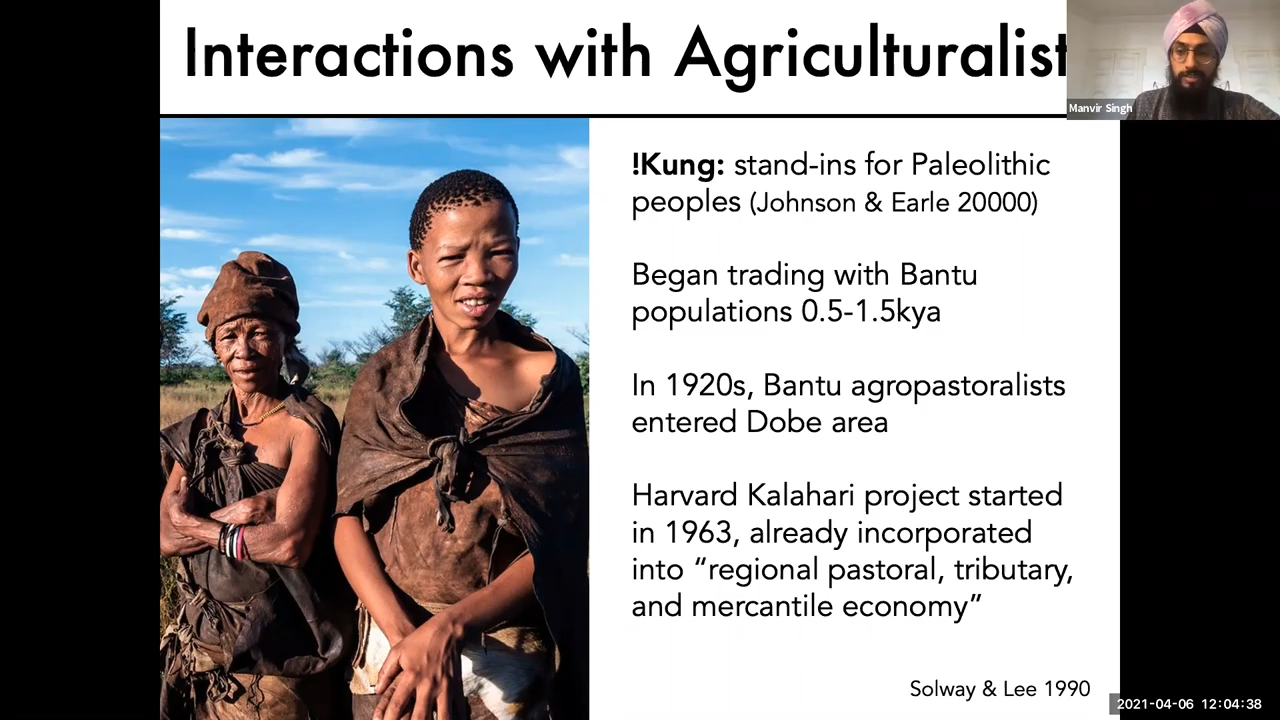 Interactions with Agriculturalist
Manvir Singh
!Kung: stand-ins for Paleolithic
peoples (Johnson & Earle 20000)
Began trading with Bantu
populations 0.5-1.5kya
In 1920s, Bantu agropastoralists
entered Dobe area
Harvard Kalahari project started
in 1963, already incorporated
into “regional pastoral, tributary,
and mercantile economy”
Solway & Lee 1990
2021-04-06 12:04:38